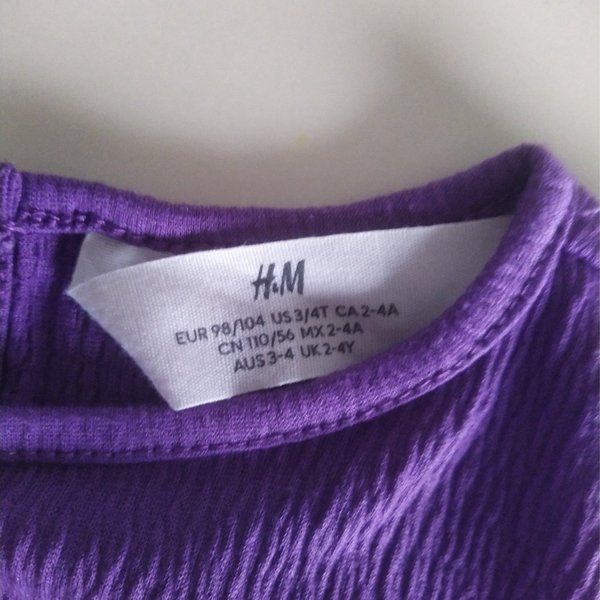 H&M
EUR 98/104 US 3/4T CA 2-4A
CN 110/56 MX 2-4A
AUS 3-4 UK 2-4Y